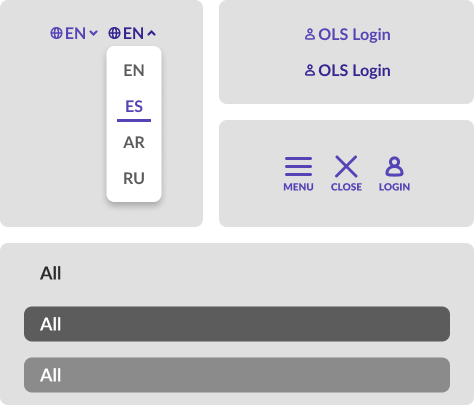 EN EN
EN
ES
AR
RU
OLS Login
OLS Login
MENU CLOSE LOGIN
All
All
All